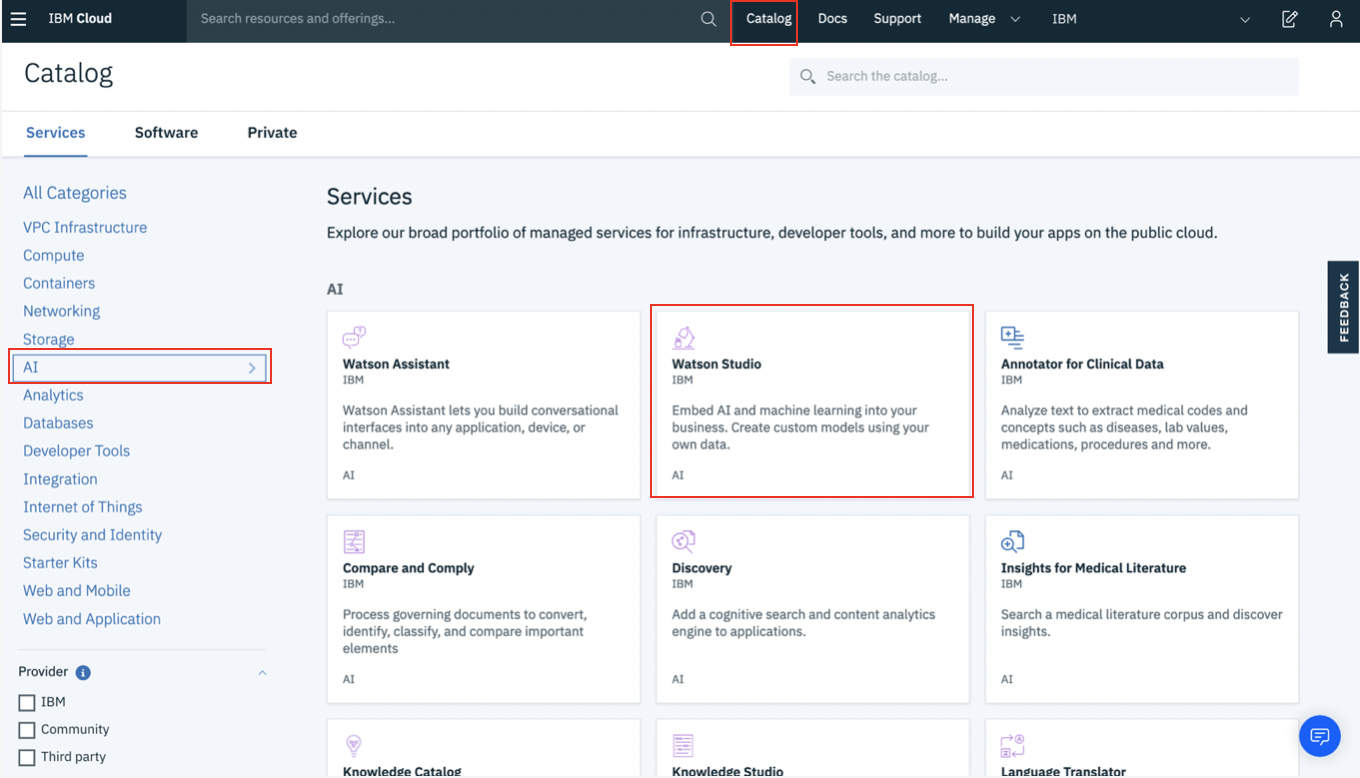 IBM Cloud
Search resources and offerings...
Catalog
Docs
Support
Manage
IBM
Catalog
Search the catalog...
Services
Software
Private
All Categories
VPC Infrastructure
Compute
Containers
Networking
Storage
AI
Analytics
Databases
Developer Tools
Integration
Internet of Things
Security and Identity
Starter Kits
Web and Mobile
Web and Application
Provider
IBM
Community
Third party
Services
Explore our broad portfolio of managed services for infrastructure, developer tools, and more to build your apps on the public cloud.
AI
Watson Assistant
IBM
Watson Assistant lets you build conversational
interfaces into any application, device, or
channel.
AI
Watson Studio
IBM
Embed AI and machine learning into your
business. Create custom models using your
own data.
AI
Annotator for Clinical Data
IBM
Analyze text to extract medical codes and
concepts such as diseases, lab values,
medications, procedures and more.
AI
Compare and Comply
IBM
Process governing documents to convert,
identify, classify, and compare important
elements
AI
Discovery
IBM
Add a cognitive search and content analytics
engine to applications.
AI
Insights for Medical Literature
IBM
Search a medical literature corpus and discover
insights.
AI
Knowledge Catalog
Knowledge Studio
Language Translator
FEEDBACK